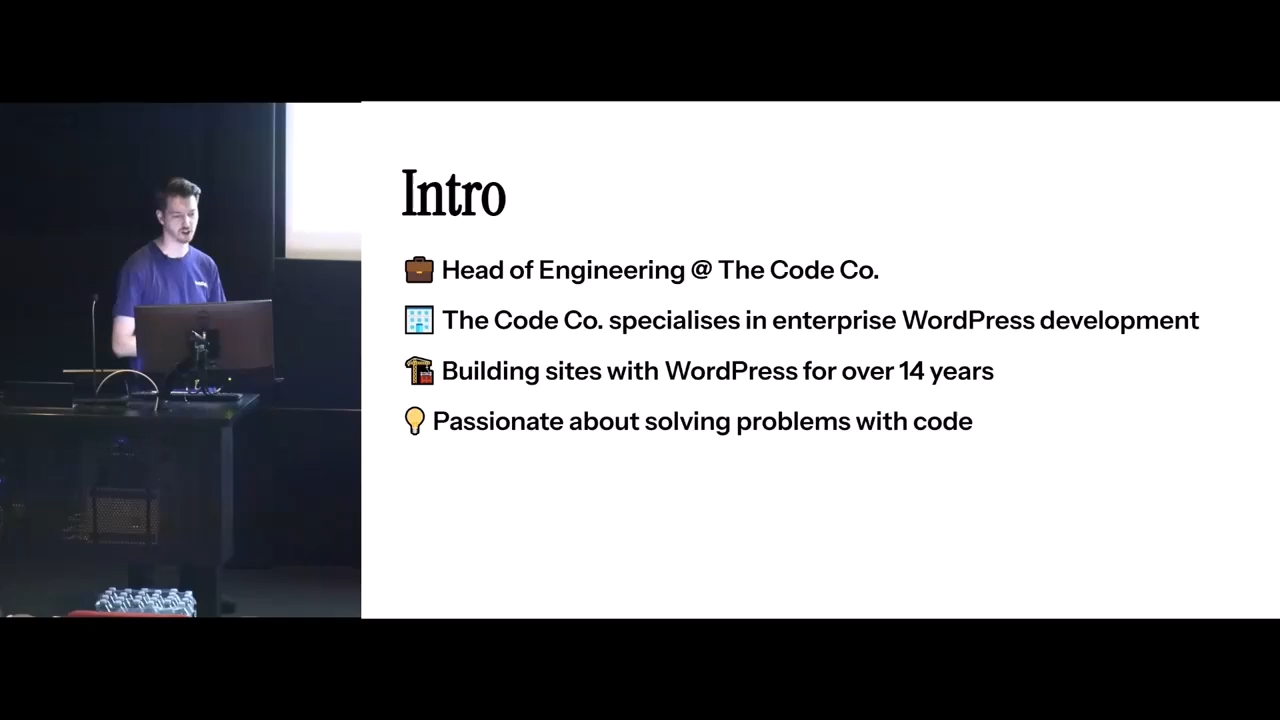 Intro
Head of Engineering @ The Code Co.
The Code Co. specialises in enterprise WordPress development
Building sites with WordPress for over 14 years
Passionate about solving problems with code